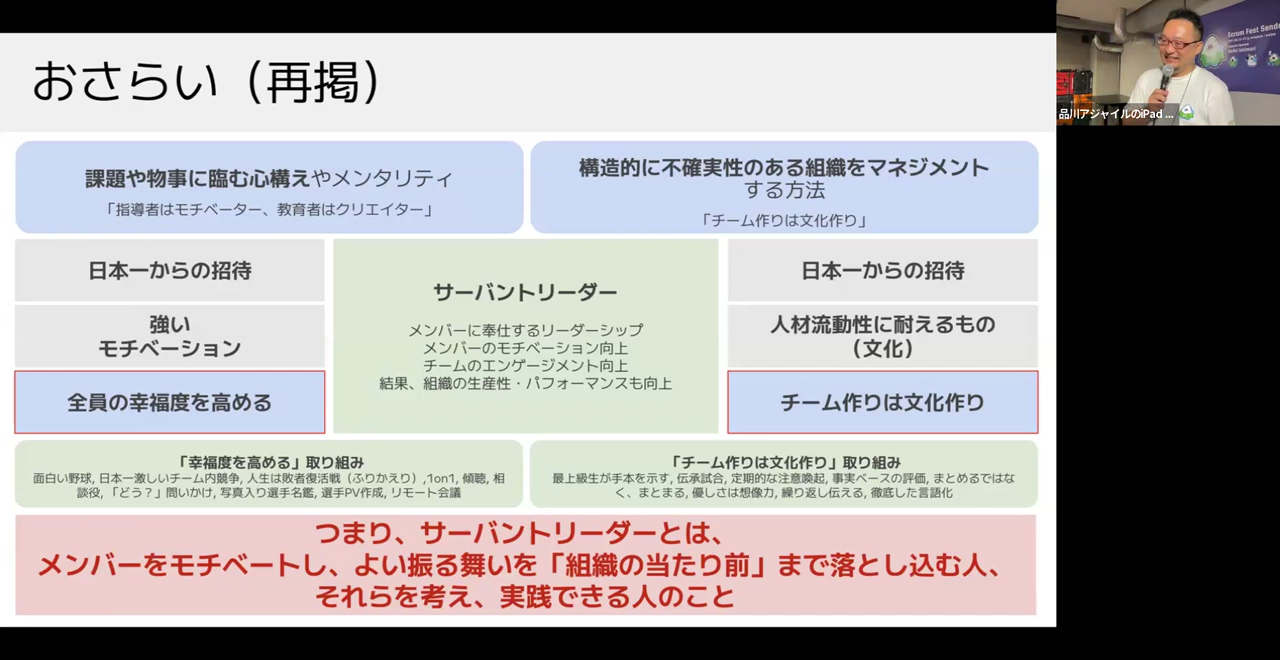 おさらい（再掲）
課題や物事に臨む心構えやメンタリティ
「指導者はモチベーター、教育者はクリエイター」
構造的に不確実性のある組織をマネジメント
する方法
「チーム作りは文化作り」
日本一からの招待
強い
モチベーション
全員の幸福度を高める
サーバントリーダー
メンバーに奉仕するリーダーシップ
メンバーのモチベーション向上
チームのエンゲージメント向上
結果、組織の生産性・パフォーマンスも向上
日本一からの招待
人材流動性に耐えるもの
（文化）
チーム作りは文化作り
「幸福度を高める」取り組み
面白い野球, 日本一激しいチーム内競争, 人生は敗者復活戦（ふりかえり）,1on1, 傾聴, 相
談役, 「どう？」問いかけ, 写真入り選手名鑑, 選手PV作成, リモート会議
「チーム作りは文化作り」取り組み
最上級生が手本を示す, 伝承試合, 定期的な注意喚起, 事実ベースの評価, まとめるではな
く、まとまる, 優しさは想像力, 繰り返し伝える, 徹底した言語化
つまり、サーバントリーダーとは、
メンバーをモチベートし、よい振る舞いを「組織の当たり前」まで落とし込む人、
それらを考え、実践できる人のこと
Scrum Fest Senda
品川アジャイルのiPad ...